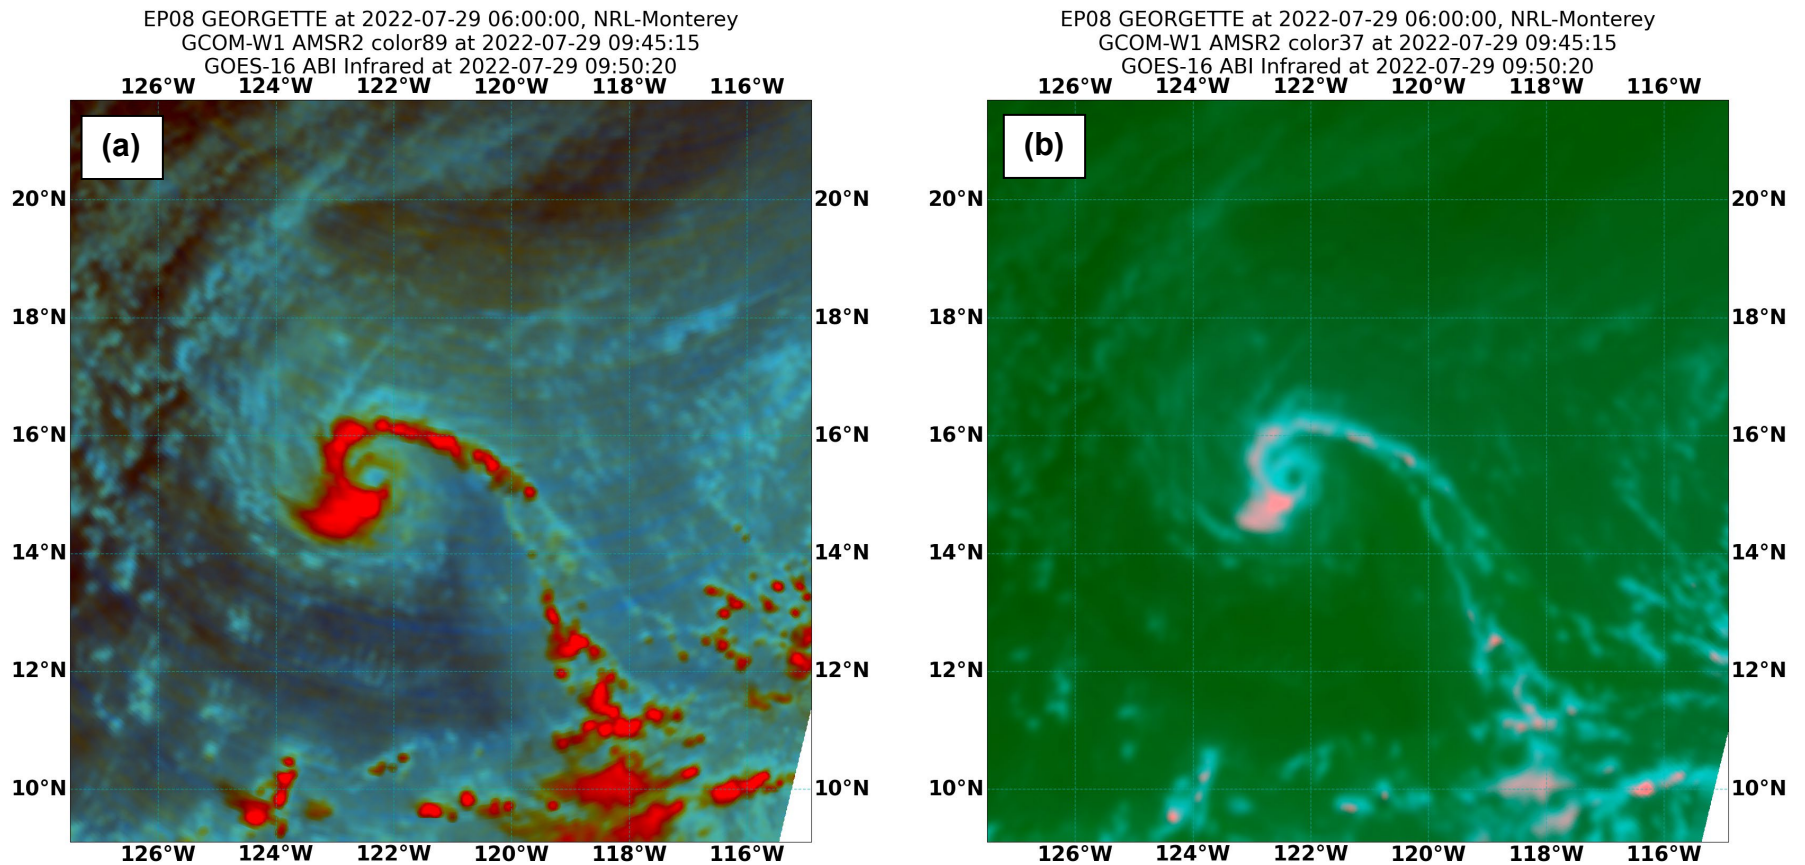 EP08 GEORGETTE at 2022-07-29 06:00:00, NRL-Monterey
GCOM-W1 AMSR2 color89 at 2022-07-29 09:45:15
GOES-16 ABI Infrared at 2022-07-29 09:50:20
126°W 124°W 122°W 120°W 118°W 116°W
(a)
20°N 20°N
18°N 18°N
16°N 16°N
14°N 14°N
12°N 12°N
10°N 10°N
126°W 124°W 122°W 120°W 118°W 116°W
EP08 GEORGETTE at 2022-07-29 06:00:00, NRL-Monterey
GCOM-W1 AMSR2 color37 at 2022-07-29 09:45:15
GOES-16 ABI Infrared at 2022-07-29 09:50:20
126°W 124°W 122°W 120°W 118°W 116°W
(b)
20°N 20°N
18°N 18°N
16°N 16°N
14°N 14°N
12°N 12°N
10°N 10°N
126°W 124°W 122°W 120°W 118°W 116°W